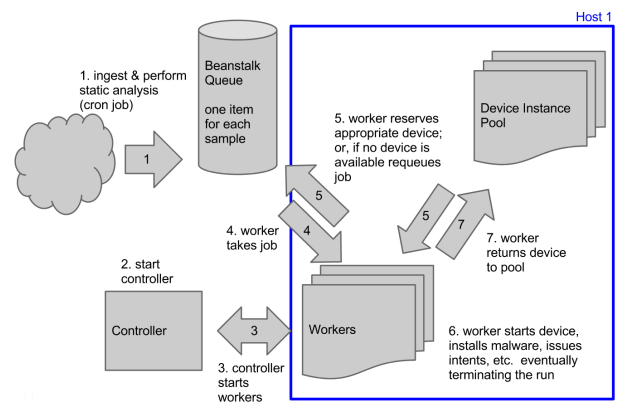 Host 1
1. ingest & perform
static analysis
(cron job)
1
Beanstalk
Queue
one item
for each
sample
5. worker reserves
appropriate device;
or, if no device is
available requeues
job
Device Instance
Pool
5
4
4. worker
takes job
5
7
7. worker
returns device
to pool
2. start
controller
Controller
3
3. controller
starts
workers
Workers
6. worker starts device,
installs malware, issues
intents, etc. eventually
terminating the run